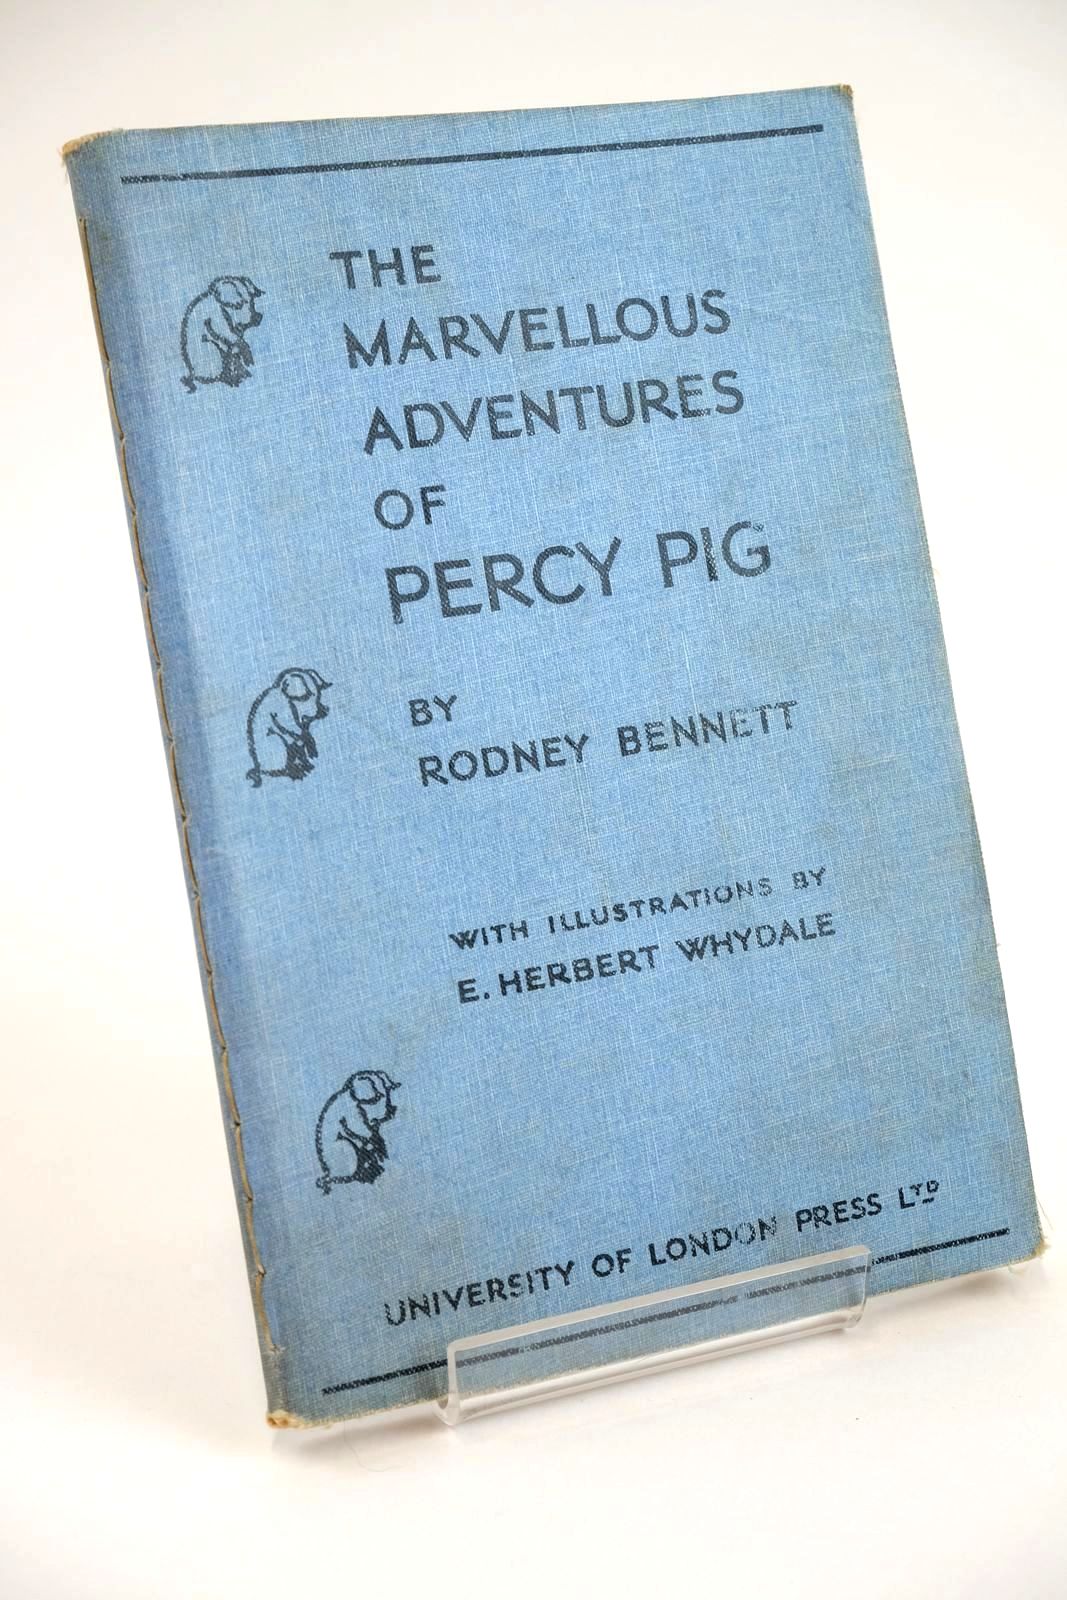 THE
MARVELLOUS
ADVENTURES
OF
PERCY PIG
BY
RODNEY BENNETT
WITH ILLUSTRATIONS BY
E. HERBERT WHYDALE
UNIVERSITY OF LONDON PRESS LTD